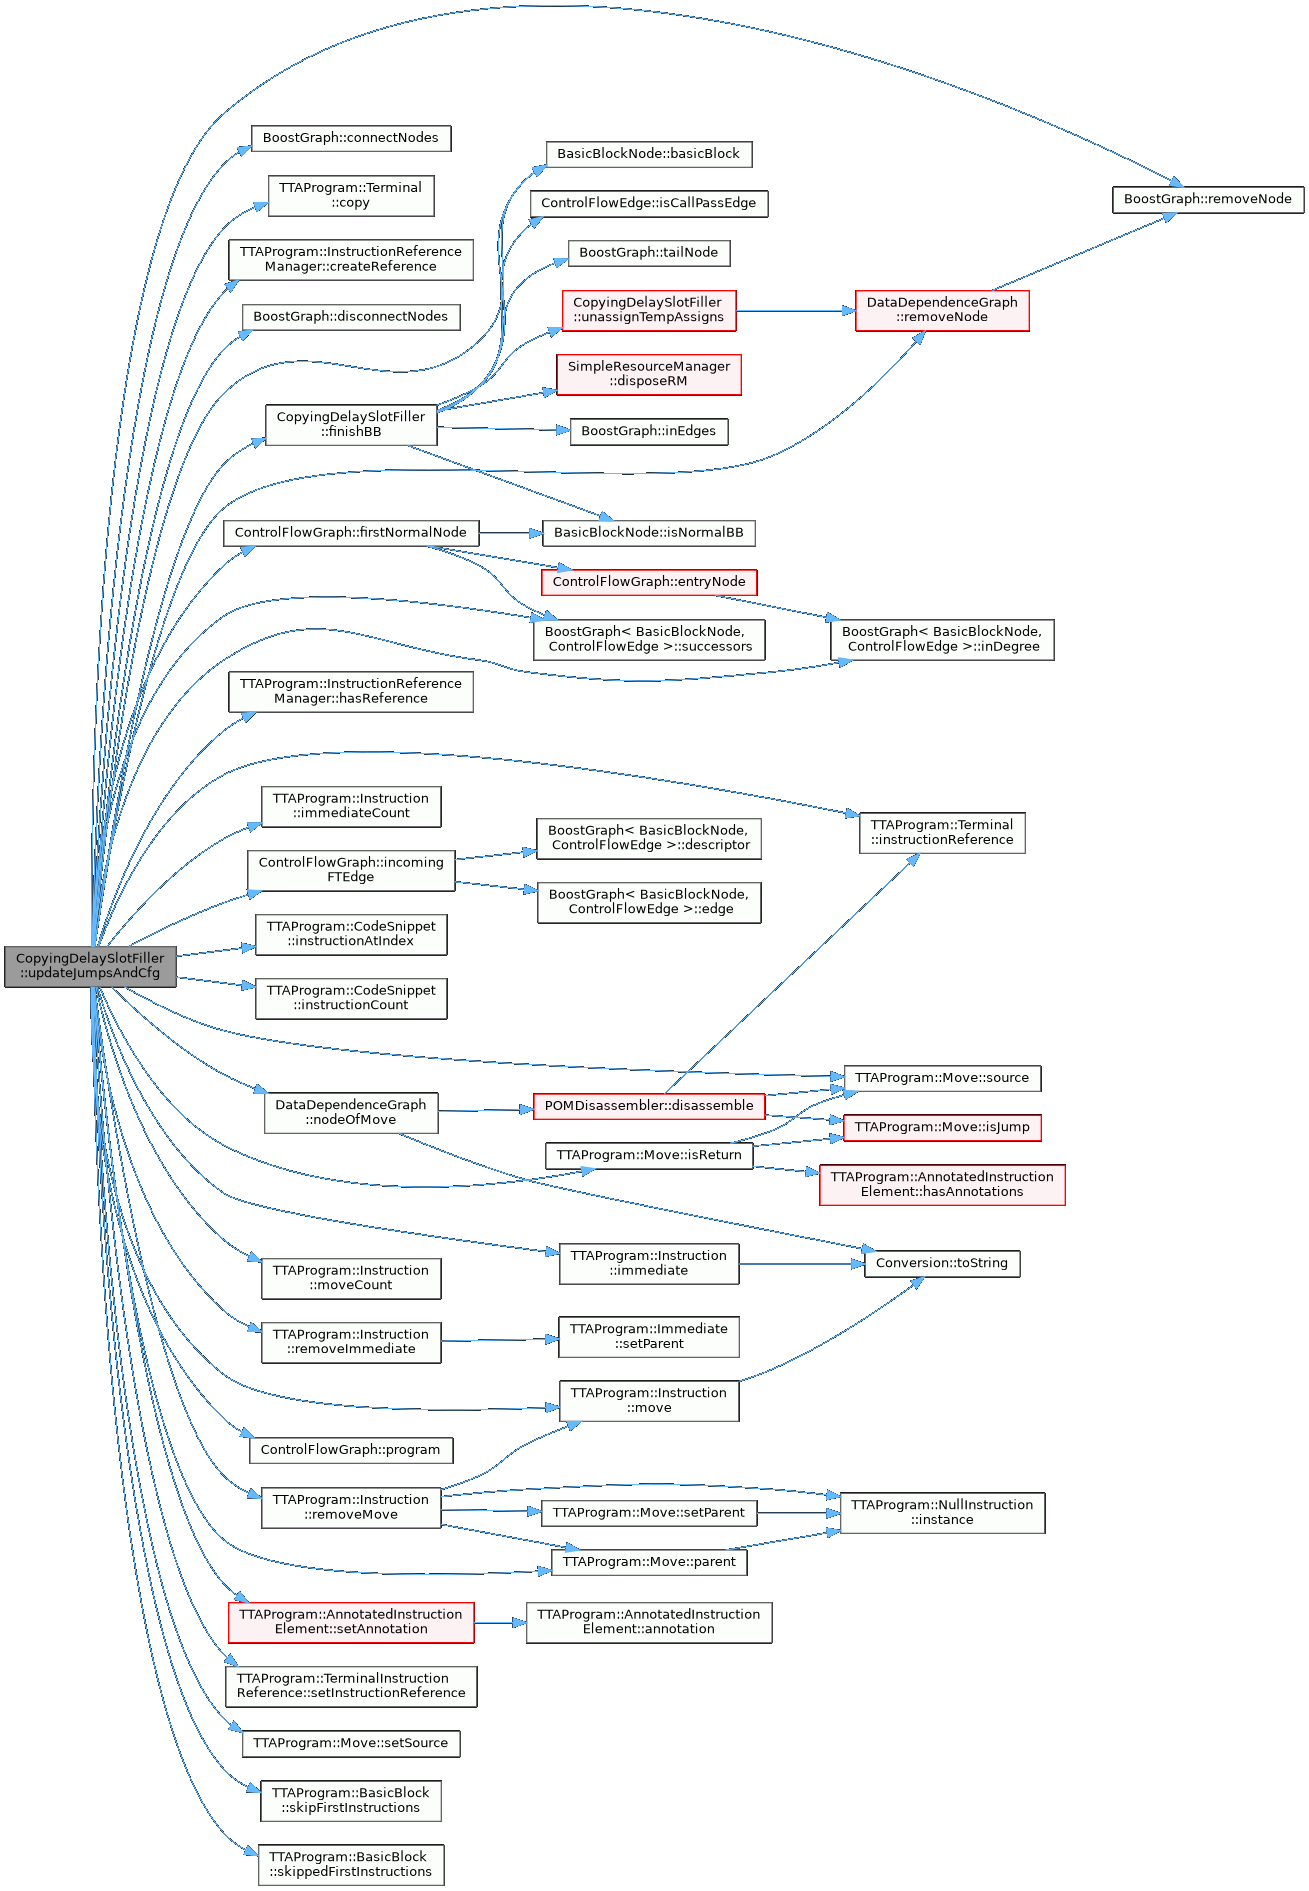 BoostGraph::connectNodes
BasicBlockNode::basicBlock
TTAProgram::Terminal
::copy
ControlFlowEdge::isCallPassEdge
BoostGraph::removeNode
TTAProgram::InstructionReference
Manager::createReference
BoostGraph::tailNode
BoostGraph::disconnectNodes
CopyingDelaySlotFiller
::unassignTempAssigns
DataDependenceGraph
::removeNode
SimpleResourceManager
::disposeRM
CopyingDelaySlotFiller
::finishBB
BoostGraph::inEdges
ControlFlowGraph::firstNormalNode
BasicBlockNode::isNormalBB
ControlFlowGraph::entryNode
BoostGraph< BasicBlockNode,
ControlFlowEdge >::successors
BoostGraph< BasicBlockNode,
ControlFlowEdge >::inDegree
TTAProgram::InstructionReference
Manager::hasReference
TTAProgram::Instruction
::immediateCount
TTAProgram::Terminal
::instructionReference
BoostGraph< BasicBlockNode,
ControlFlowEdge >::descriptor
ControlFlowGraph::incoming
FTEdge
BoostGraph< BasicBlockNode,
ControlFlowEdge >::edge
TTAProgram::CodeSnippet
::instructionAtIndex
CopyingDelaySlotFiller
::updateJumpsAndCfg
TTAProgram::CodeSnippet
::instructionCount
TTAProgram::Move::source
DataDependenceGraph
::nodeOfMove
POMDisassembler::disassemble
TTAProgram::Move::isJump
TTAProgram::Move::isReturn
TTAProgram::AnnotatedInstruction
Element::hasAnnotations
TTAProgram::Instruction
::immediate
Conversion::toString
TTAProgram::Instruction
::moveCount
TTAProgram::Instruction
::removeImmediate
TTAProgram::Immediate
::setParent
TTAProgram::Instruction
::move
ControlFlowGraph::program
TTAProgram::Instruction
::removeMove
TTAProgram::Move::setParent
TTAProgram::NullInstruction
::instance
TTAProgram::Move::parent
TTAProgram::AnnotatedInstruction
Element::setAnnotation
TTAProgram::AnnotatedInstruction
Element::annotation
TTAProgram::TerminalInstruction
Reference::setInstructionReference
TTAProgram::Move::setSource
TTAProgram::BasicBlock
::skipFirstInstructions
TTAProgram::BasicBlock
::skippedFirstInstructions